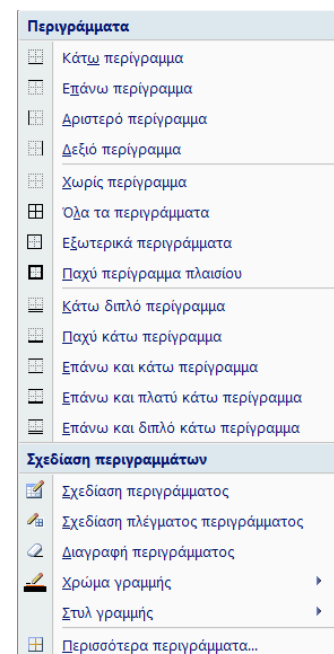 Περιγράμματα
Κάτω περίγραμμα
Επάνω περίγραμμα
Αριστερό περίγραμμα
Δεξιό περίγραμμα
Χωρίς περίγραμμα
Όλα τα περιγράμματα
Εξωτερικά περιγράμματα
Παχύ περίγραμμα πλαισίου
Κάτω διπλό περίγραμμα
Παχύ κάτω περίγραμμα
Επάνω και κάτω περίγραμμα
Επάνω και πλατύ κάτω περίγραμμα
Επάνω και διπλό κάτω περίγραμμα
Σχεδίαση περιγραμμάτων
Σχεδίαση περιγράμματος
Σχεδίαση πλέγματος περιγράμματος
Διαγραφή περιγράμματος
Χρώμα γραμμής
Στυλ γραμμής
Περισσότερα περιγράμματα...